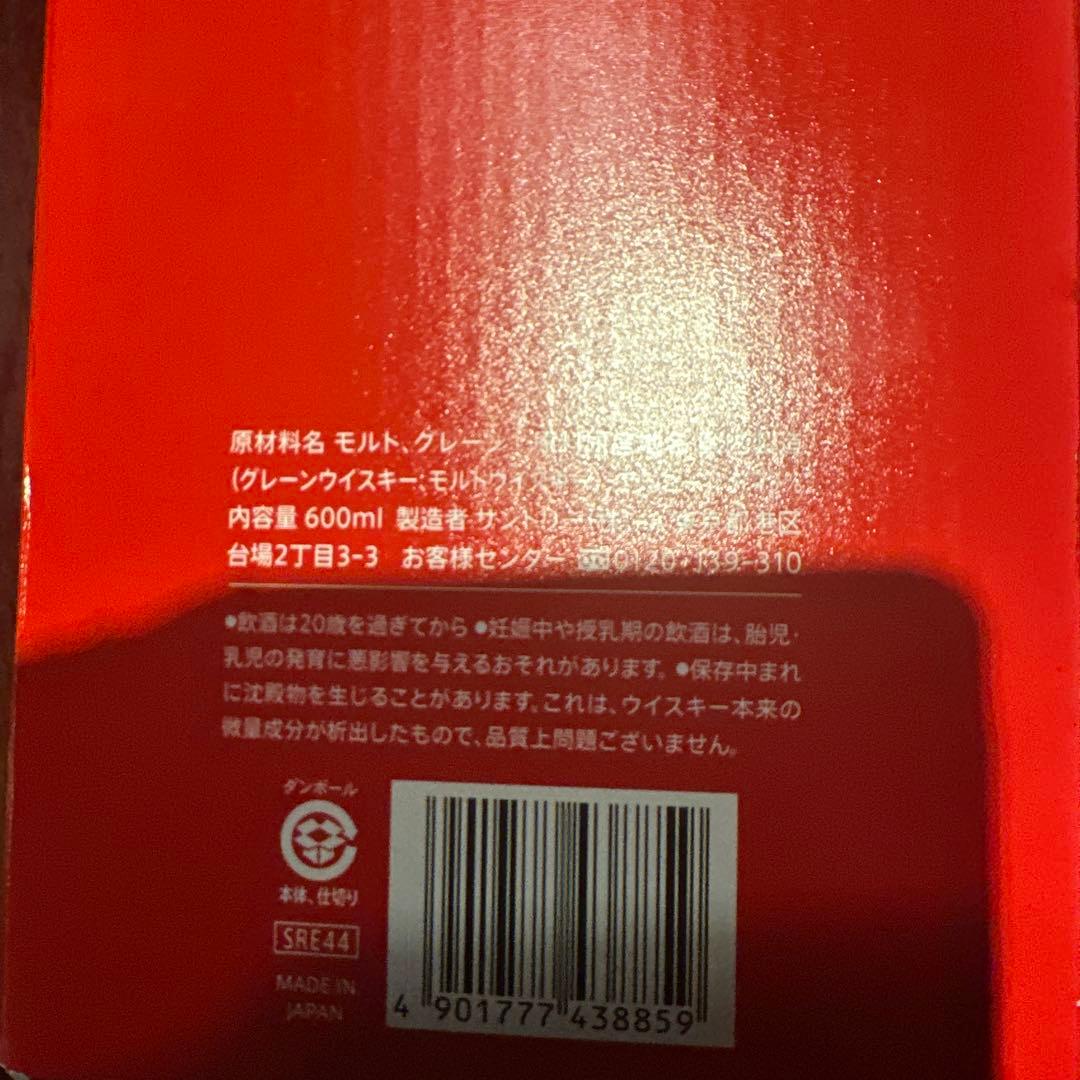 原材料名 モルト、グレーン
(グレーンウイスキー;モルトウイスキー
内容量 600ml 製造者 サントリー 港区
台場2丁目3-3 お客様センター 0120-139-310
●飲酒は20歳を過ぎてから ●妊娠中や授乳期の飲酒は、胎児・
乳児の発育に悪影響を与えるおそれがあります。●保存中まれ
に沈殿物を生じることがあります。これは、ウイスキー本来の
微量成分が析出したもので、品質上問題ございません。
ダンボール
本体、仕切り
SRE44
MADE IN
JAPAN
4 901777 438859